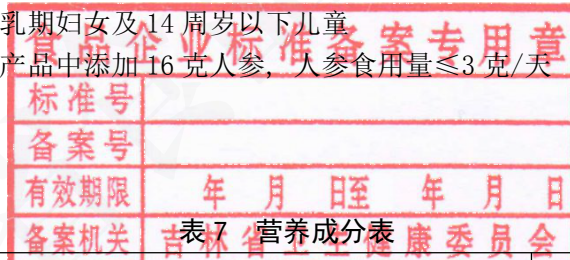 乳期妇女及 14 周岁以下儿童
食品企业标准备案专用章
产品中添加 16 克人参，人参食用量≤3 克/天
标准号
备案号
有效期限 年 月 日至 年 月 日
表 7 营养成分表
备案机关 吉林省卫生健康委员会